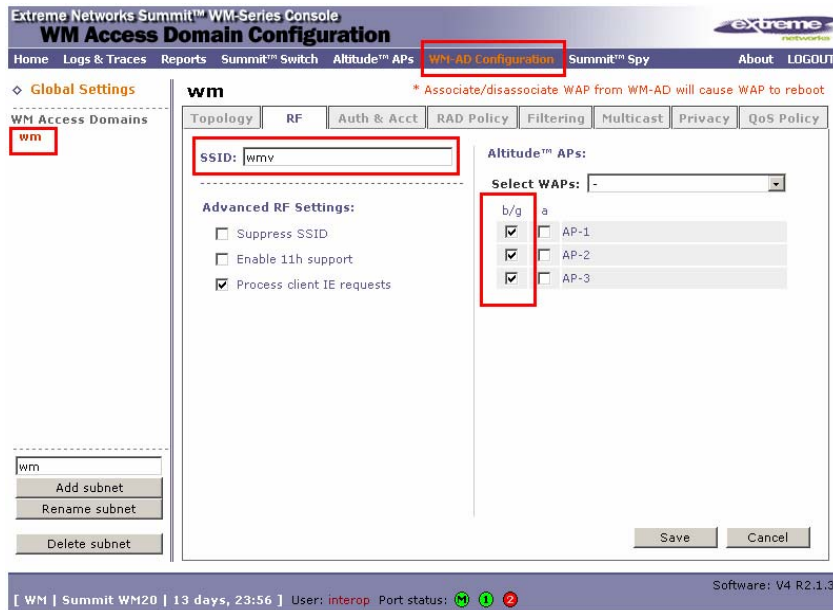 Extreme Networks Summit™ WM-Series Console
WM Access Domain Configuration
extreme networks
Home Logs & Traces Reports Summit™ Switch Altitude™ APs WM-AD Configuration Summit™ Spy About LOGOUT
Global Settings
WM Access Domains
wm
wm
* Associate/disassociate WAP from WM-AD will cause WAP to reboot
Topology RF Auth & Acct RAD Policy Filtering Multicast Privacy QoS Policy
SSID: wmv
Advanced RF Settings:
Suppress SSID
Enable 11h support
Process client IE requests
Altitude™ APs:
Select WAPs: -
b/g a
AP-1
AP-2
AP-3
wm
Add subnet
Rename subnet
Delete subnet
Save Cancel
Software: V4 R2.1.3
[ WM | Summit WM20 | 13 days, 23:56 ] User: interop Port status: M 1 2